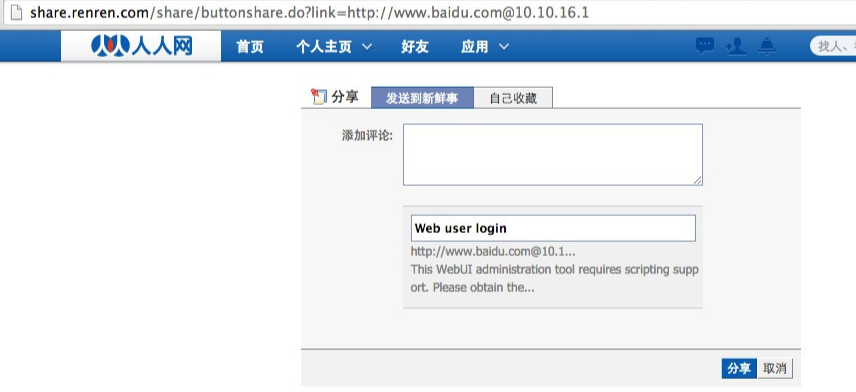 share.renren.com/share/buttonshare.do?link=http://www.baidu.com@10.10.16.1
人人网 首页 个人主页 好友 应用 找人、
分享 发送到新鲜事 自己收藏
添加评论:
Web user login
http://www.baidu.com@10.1...
This WebUI administration tool requires scripting supp
ort. Please obtain the...
分享 取消